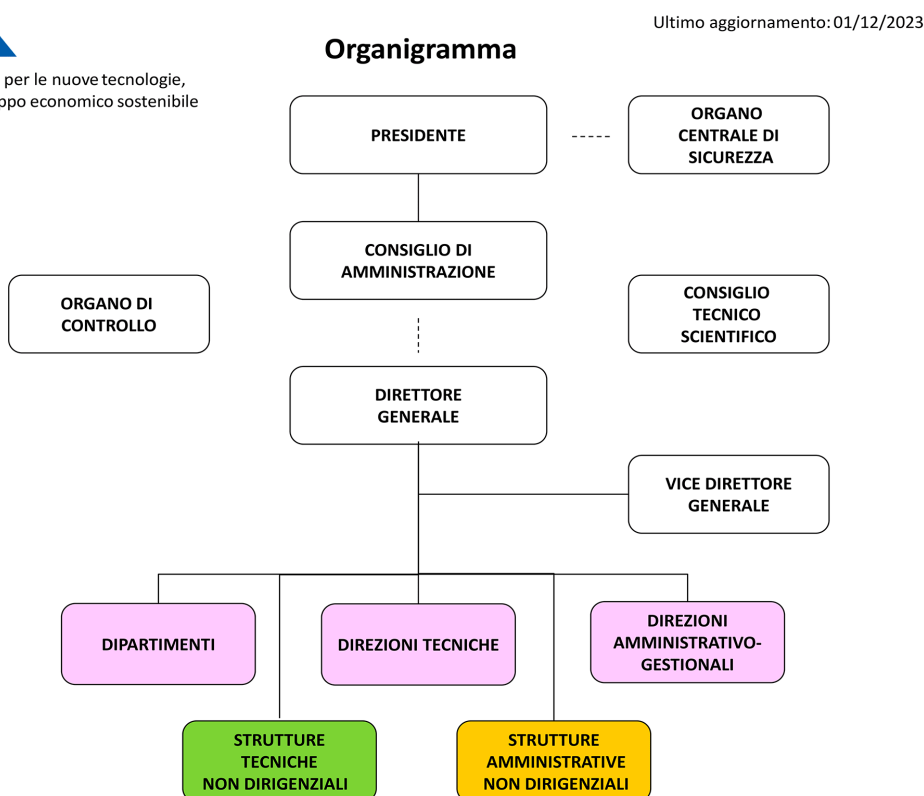 Ultimo aggiornamento: 01/12/2023
Organigramma
per le nuove tecnologie,
ppo economico sostenibile
PRESIDENTE
ORGANO
CENTRALE DI
SICUREZZA
CONSIGLIO DI
AMMINISTRAZIONE
ORGANO DI
CONTROLLO
CONSIGLIO
TECNICO
SCIENTIFICO
DIRETTORE
GENERALE
VICE DIRETTORE
GENERALE
DIPARTIMENTI
DIREZIONI TECNICHE
DIREZIONI
AMMINISTRATIVO-
GESTIONALI
STRUTTURE
TECNICHE
NON DIRIGENZIALI
STRUTTURE
AMMINISTRATIVE
NON DIRIGENZIALI